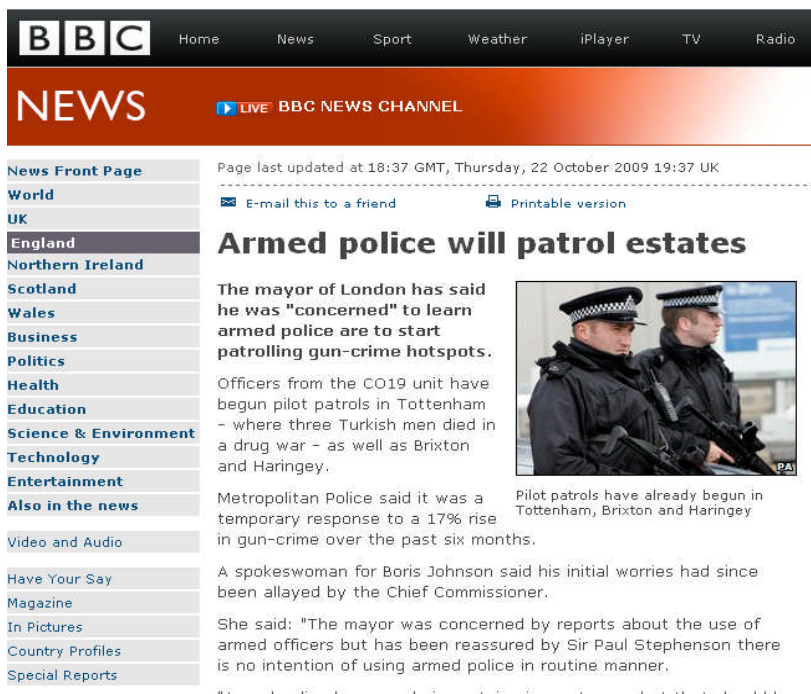 BBC
Home News Sport Weather iPlayer TV Radio
NEWS
LIVE BBC NEWS CHANNEL
News Front Page
World
UK
England
Northern Ireland
Scotland
Wales
Business
Politics
Health
Education
Science & Environment
Technology
Entertainment
Also in the news
Video and Audio
Have Your Say
Magazine
In Pictures
Country Profiles
Special Reports
Page last updated at 18:37 GMT, Thursday, 22 October 2009 19:37 UK
E-mail this to a friend Printable version
Armed police will patrol estates
The mayor of London has said
he was "concerned" to learn
armed police are to start
patrolling gun-crime hotspots.
Officers from the CO19 unit have
begun pilot patrols in Tottenham
- where three Turkish men died in
a drug war - as well as Brixton
and Haringey.
PA
Pilot patrols have already begun in
Tottenham, Brixton and Haringey
Metropolitan Police said it was a
temporary response to a 17% rise
in gun-crime over the past six months.
A spokeswoman for Boris Johnson said his initial worries had since
been allayed by the Chief Commissioner.
She said: "The mayor was concerned by reports about the use of
armed officers but has been reassured by Sir Paul Stephenson there
is no intention of using armed police in routine manner.